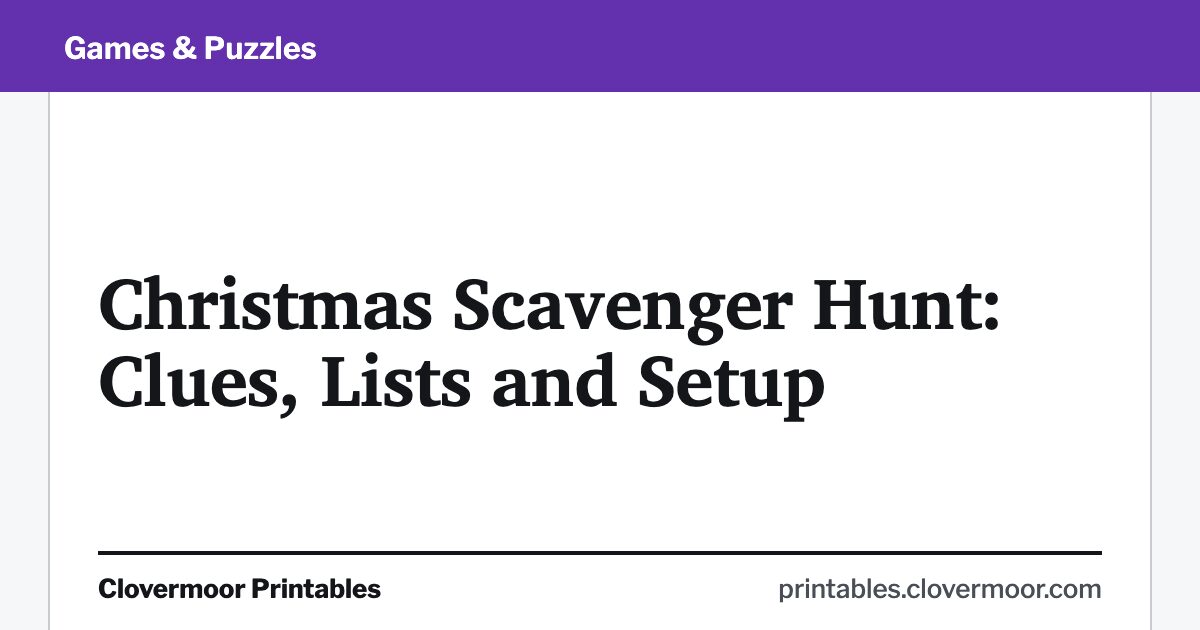 Games & Puzzles
Christmas Scavenger Hunt:
Clues, Lists and Setup
Clovermoor Printables
printables.clovermoor.com